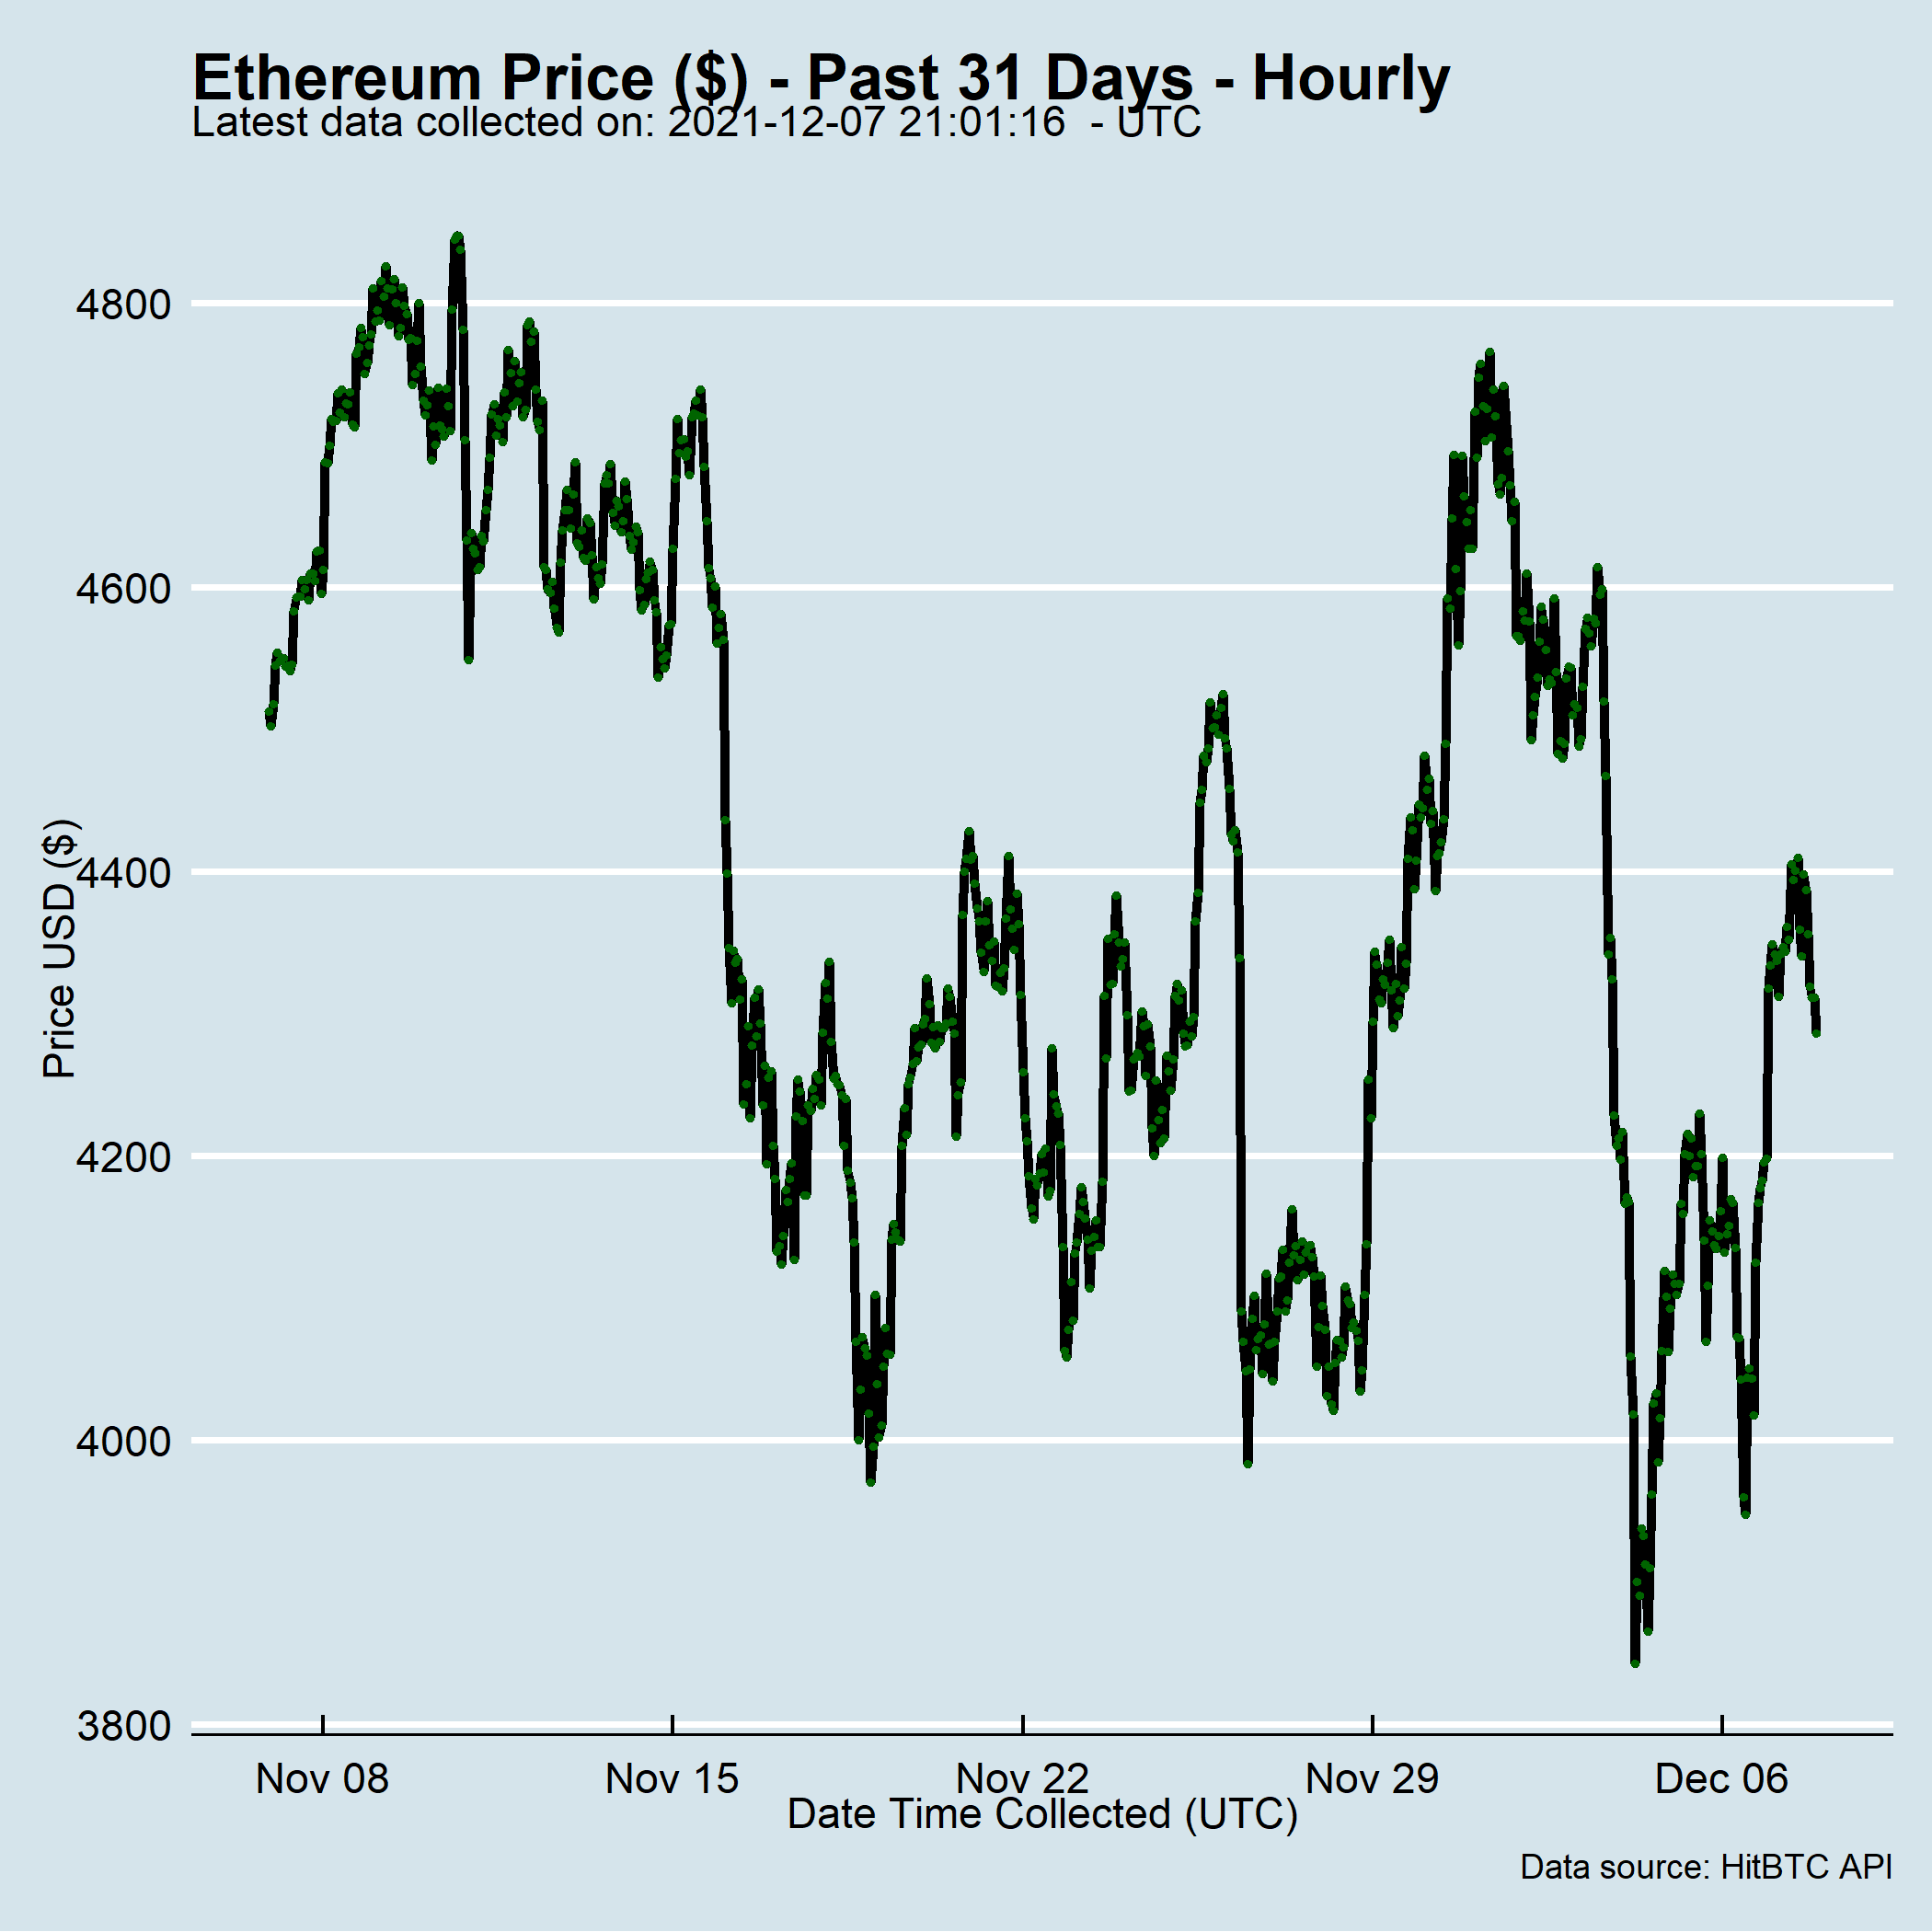 Ethereum Price ($) - Past 31 Days - Hourly
Latest data collected on: 2021-12-07 21:01:16  - UTC
Price USD ($)
4800
4600
4400
4200
4000
3800
Nov 08
Nov 15
Nov 22
Nov 29
Dec 06
Date Time Collected (UTC)
Data source: HitBTC API